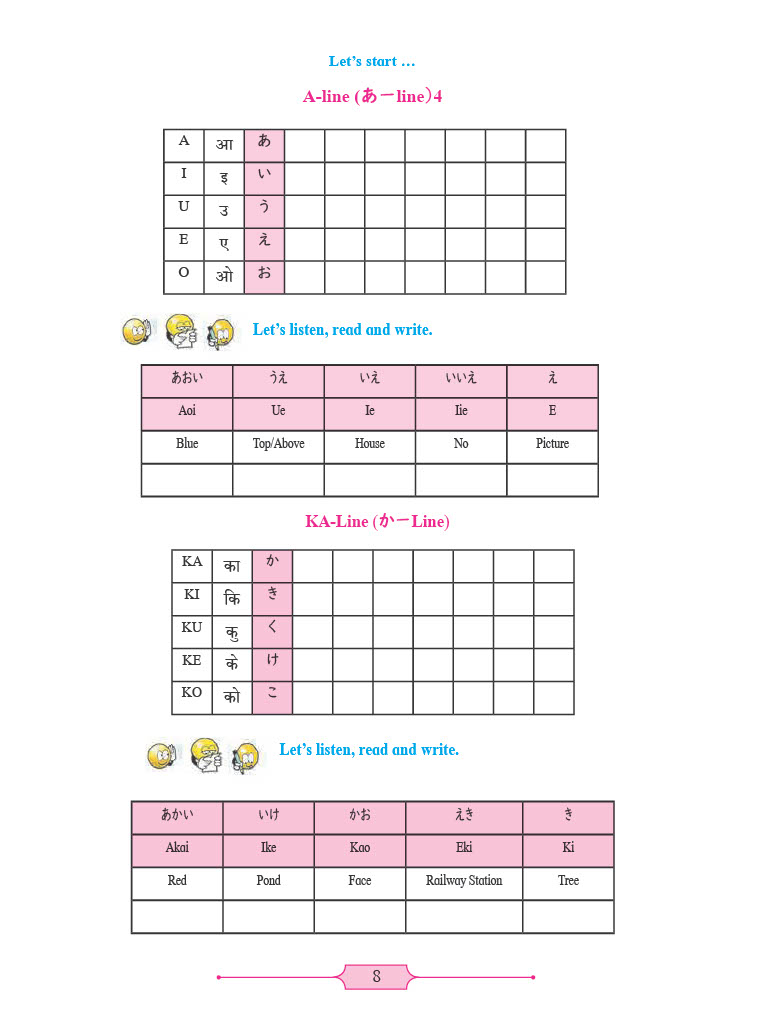 Let's start ...
A-line (あーline)4
A आ あ
I इ い
U उ う
E ए え
O ओ お
Let's listen, read and write.
あおい うえ いえ いいえ え
Aoi Ue Ie Iie E
Blue Top/Above House No Picture
KA-Line (かーLine)
KA का か
KI कि き
KU कु く
KE के け
KO को こ
Let's listen, read and write.
あかい いけ かお えき き
Akai Ike Kao Eki Ki
Red Pond Face Railway Station Tree
8